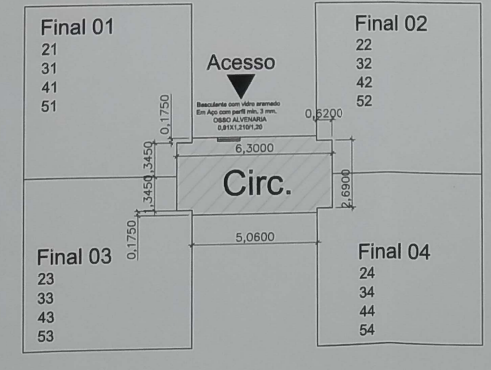 Final 01
21
31
41
51
Final 02
22
32
42
52
Acesso
Basculante com vidro aramado
Em Aço com perfil mín. 3 mm.
OSSO ALVENARIA
0,81X1,210/1,20
0,1750
0,6200
6,3000
1,3450
1,3450
Circ.
2,6900
0,1750
5,0600
Final 03
23
33
43
53
Final 04
24
34
44
54